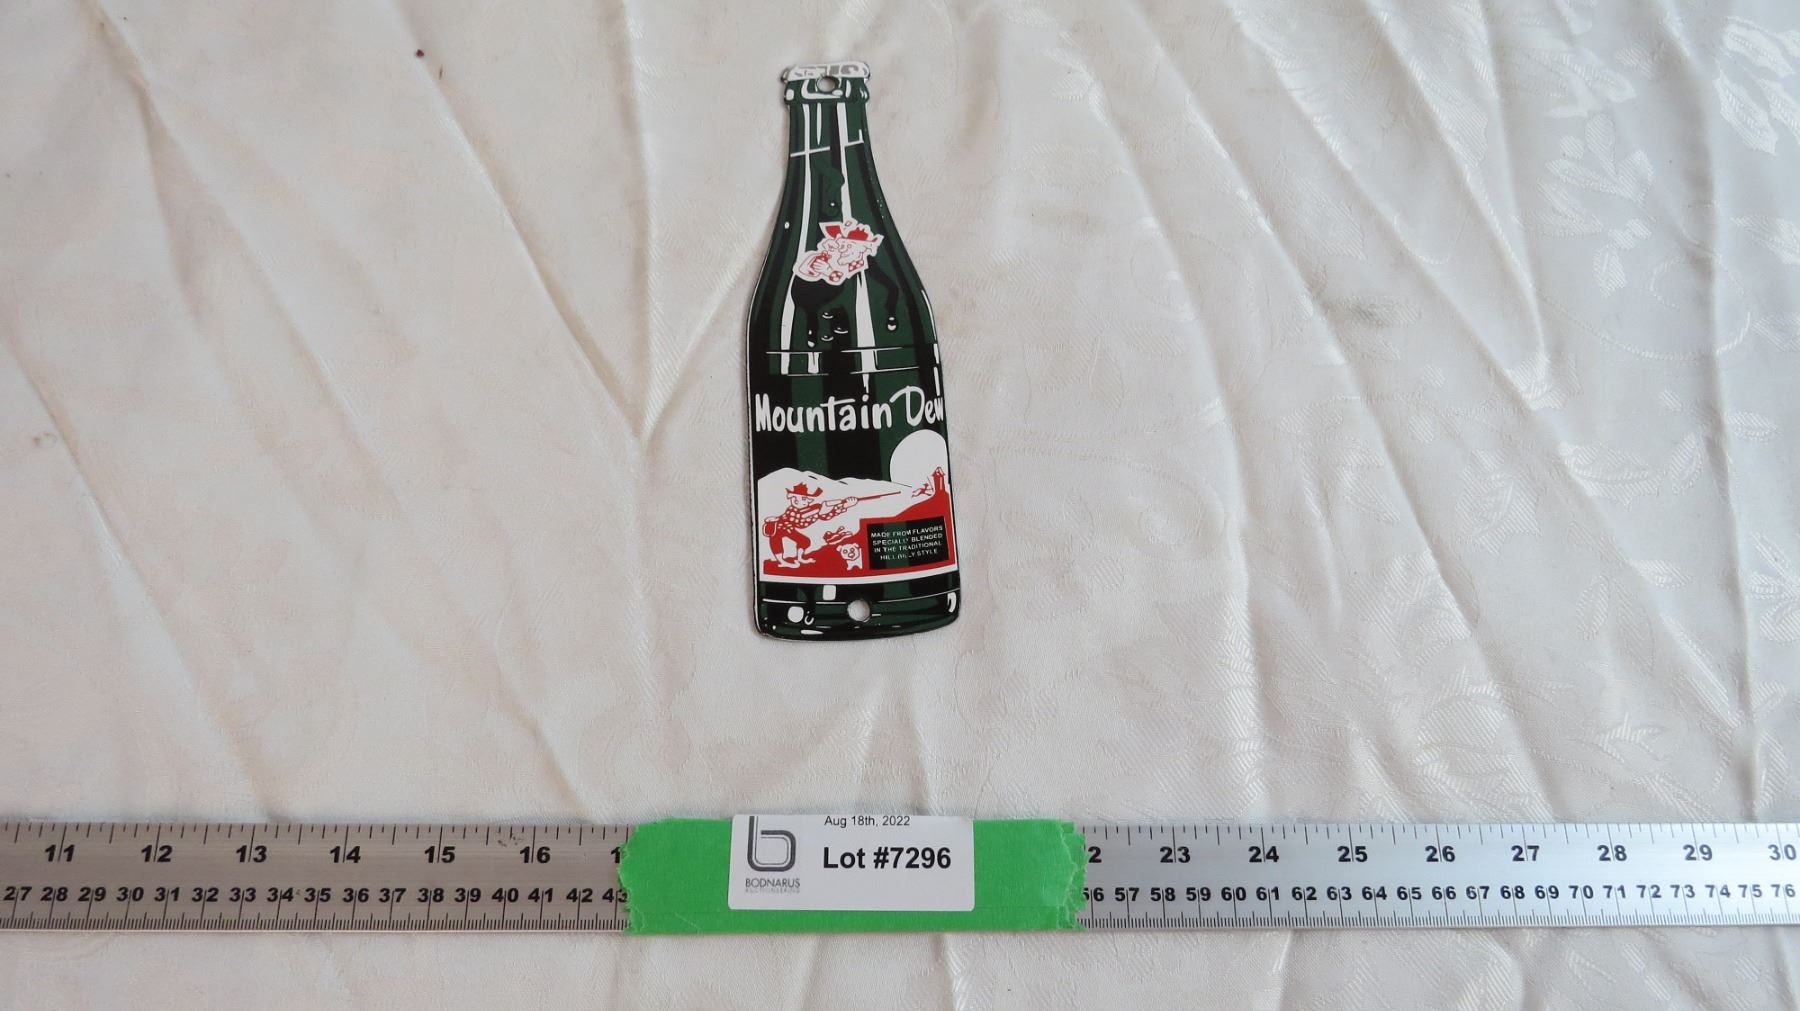 Mountain Dew
MADE FROM FLAVORS
SPECIALLY BLENDED
IN THE TRADITIONAL
HILLBILLY STYLE
Aug 18th, 2022
Lot #7296
BODNARUS
AUCTIONEERING
11 12 13 14 15 16 1 2 23 24 25 26 27 28 29 30
27 28 29 30 31 32 33 34 35 36 37 38 39 40 41 42 43 56 57 58 59 60 61 62 63 64 65 66 67 68 69 70 71 72 73 74 75 76